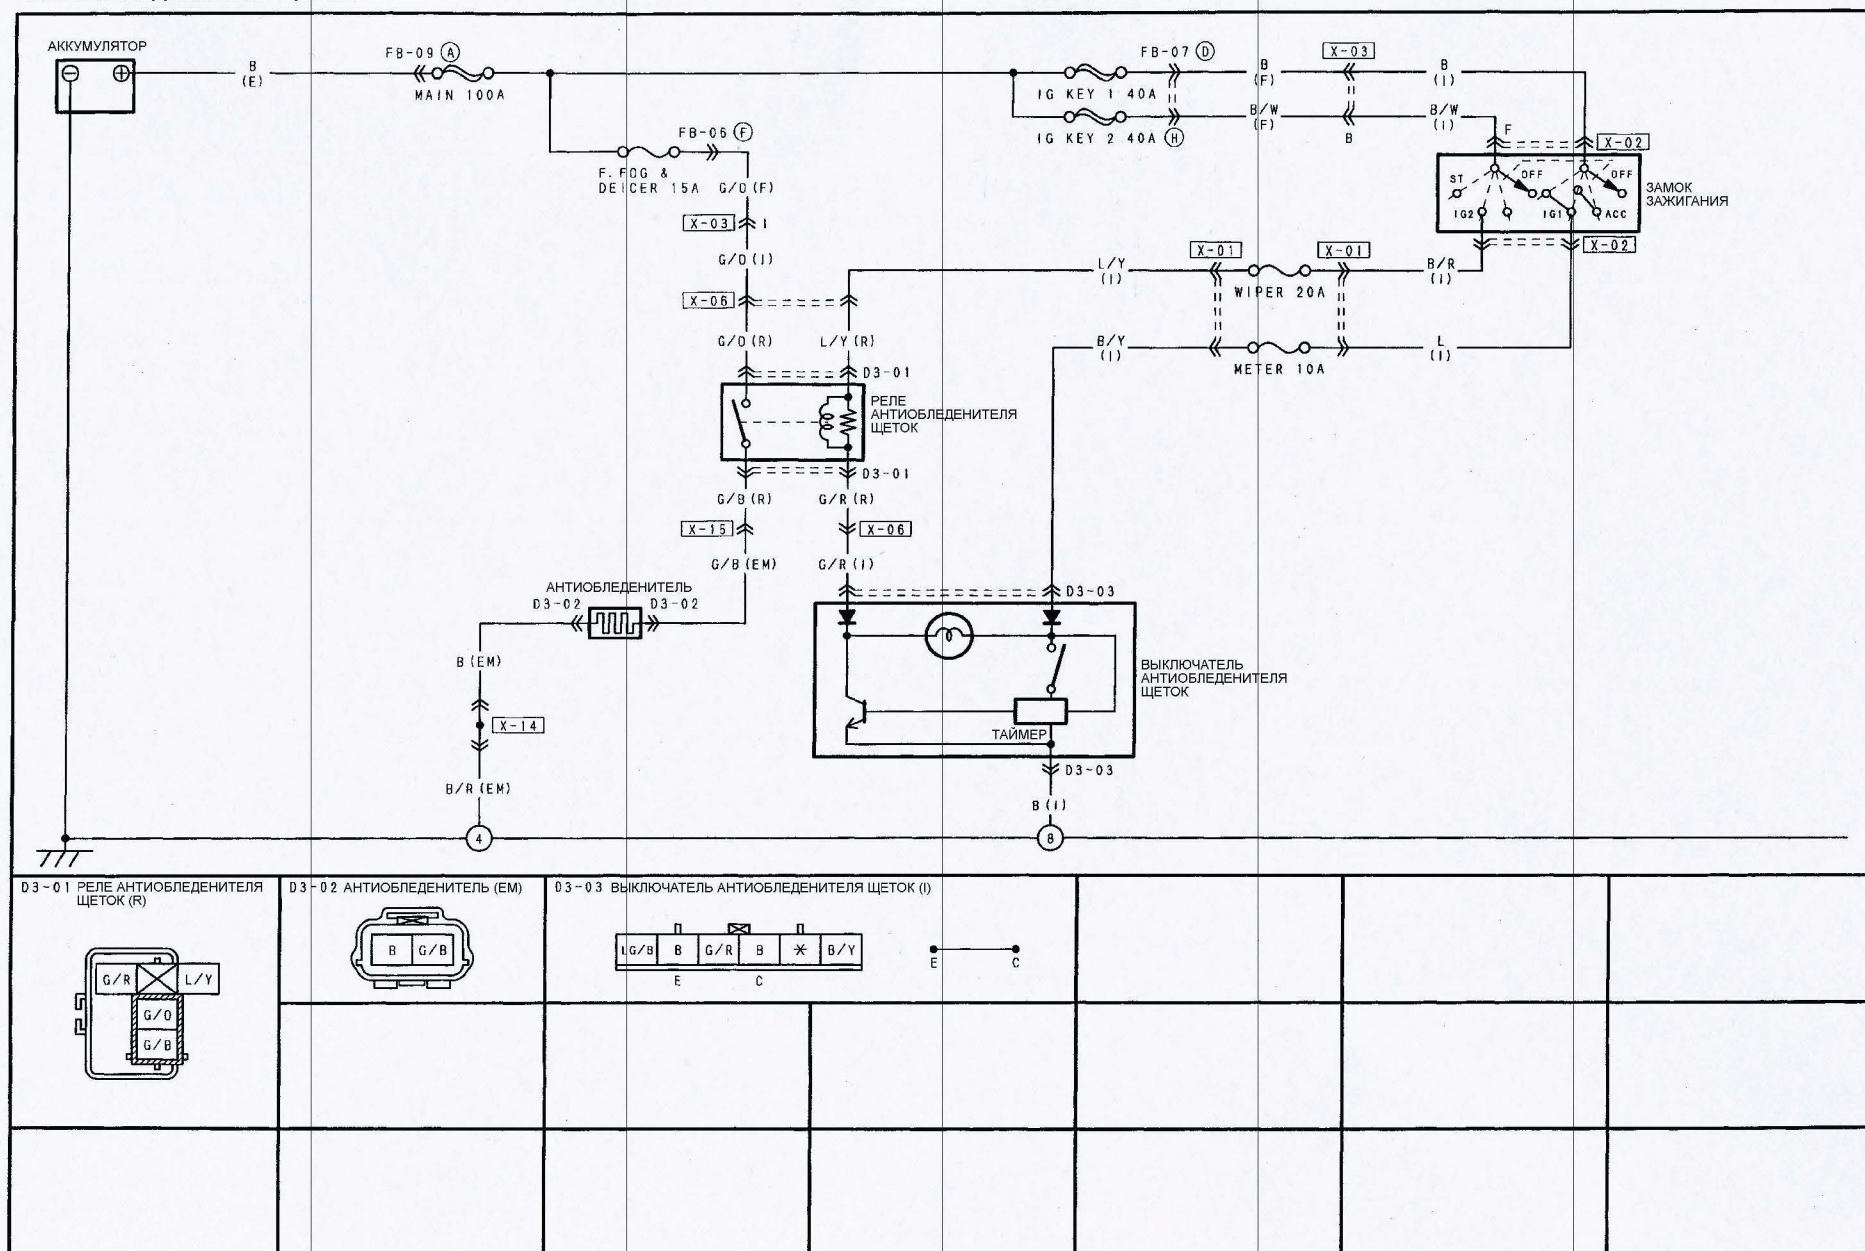 АККУМУЛЯТОР
B
(E)
FB-09 (A)
MAIN 100A
FB-07 (D)
IG KEY 1 40A
IG KEY 2 40A (H)
B
(F)
B/W
(F)
X-03
B
B
(I)
B/W
(I)
F
X-02
ST
OFF
OFF
IG2
IG1
ACC
ЗАМОК
ЗАЖИГАНИЯ
X-02
FB-06 (F)
F. FOG &
DEICER 15A
G/O (F)
X-03
I
G/O (I)
X-06
G/O (R)
L/Y (R)
L/Y
(I)
X-01
X-01
WIPER 20A
B/R
(I)
B/Y
(I)
METER 10A
L
(I)
D3-01
РЕЛЕ
АНТИОБЛЕДЕНИТЕЛЯ
ЩЕТОК
D3-01
G/B (R)
G/R (R)
X-15
X-06
G/B (EM)
G/R (I)
АНТИОБЛЕДЕНИТЕЛЬ
D3-02
D3-02
D3-03
B (EM)
ВЫКЛЮЧАТЕЛЬ
АНТИОБЛЕДЕНИТЕЛЯ
ЩЕТОК
ТАЙМЕР
X-14
D3-03
B/R (EM)
B (I)
4
8
D3-01 РЕЛЕ АНТИОБЛЕДЕНИТЕЛЯ
ЩЕТОК (R)
G/R
L/Y
G/O
G/B
D3-02 АНТИОБЛЕДЕНИТЕЛЬ (EM)
B
G/B
D3-03 ВЫКЛЮЧАТЕЛЬ АНТИОБЛЕДЕНИТЕЛЯ ЩЕТОК (I)
LG/B
B
G/R
B
*
B/Y
E
C
E
C